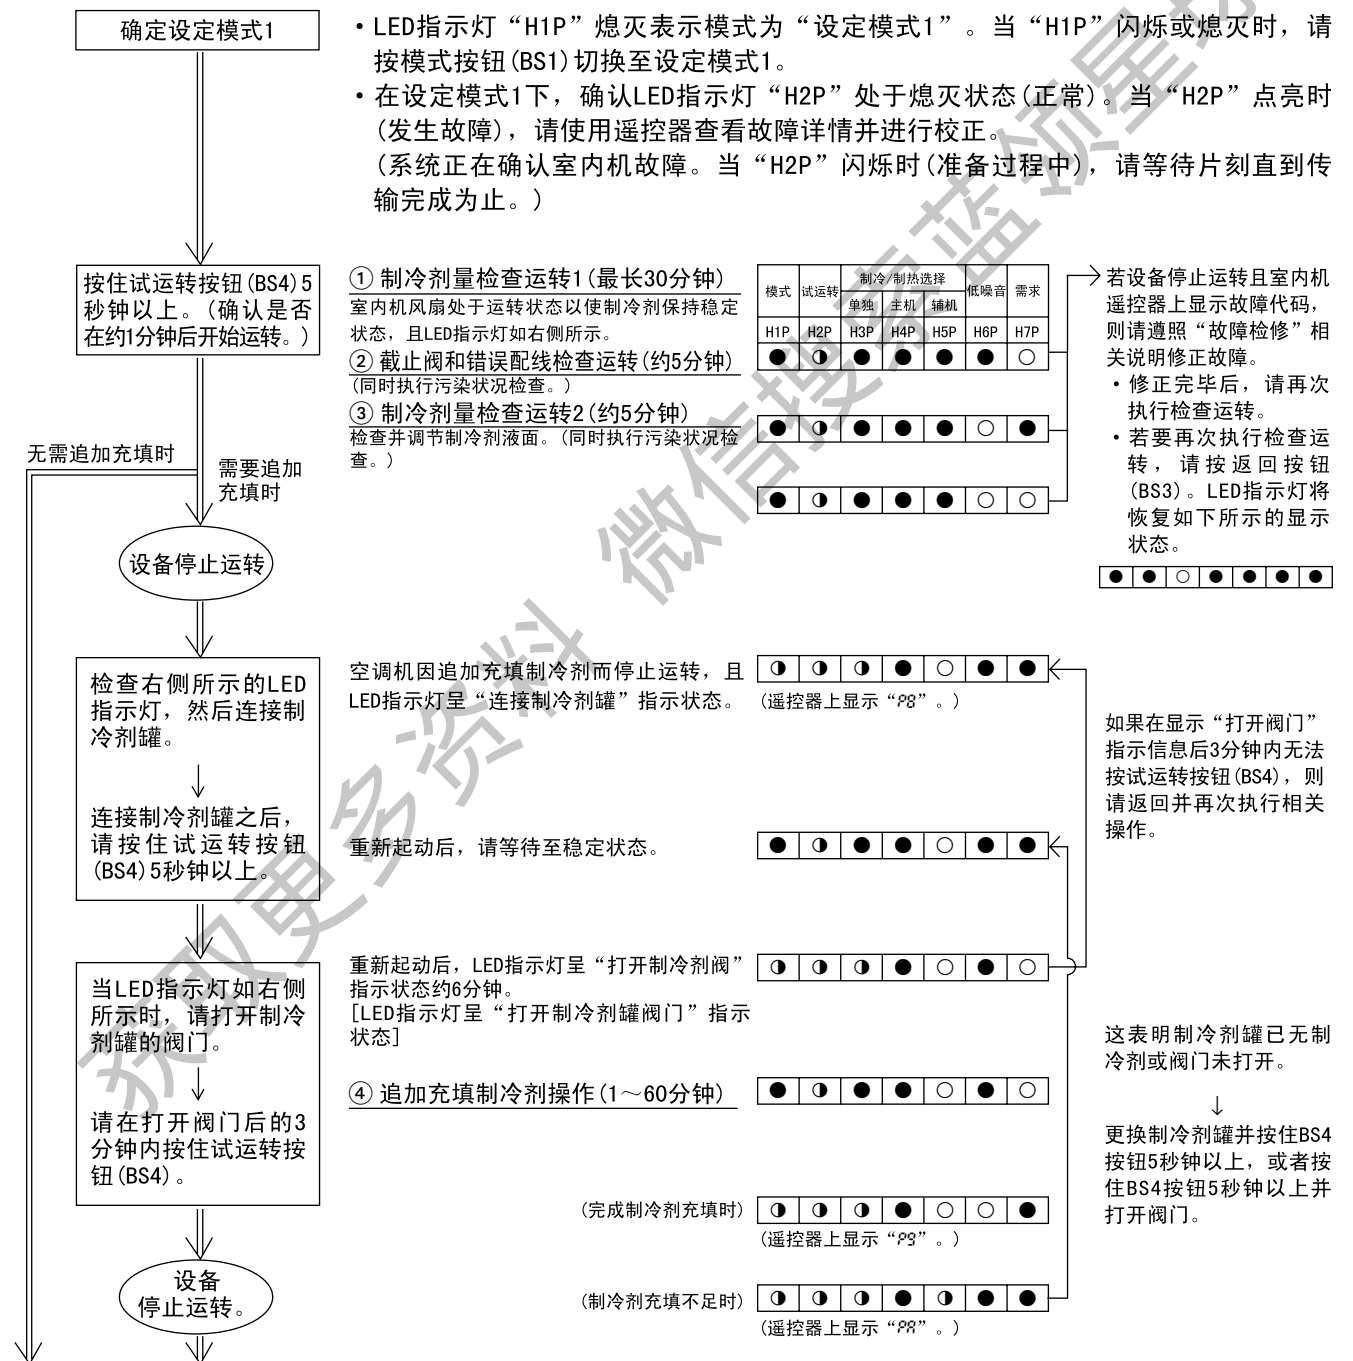 确定设定模式1
•LED指示灯“H1P”熄灭表示模式为“设定模式1”。当“H1P”闪烁或熄灭时，请
按模式按钮(BS1)切换至设定模式1。
•在设定模式1下，确认LED指示灯“H2P”处于熄灭状态(正常)。当“H2P”点亮时
(发生故障)，请使用遥控器查看故障详情并进行校正。
(系统正在确认室内机故障。当“H2P”闪烁时(准备过程中)，请等待片刻直到传
输完成为止。)
按住试运转按钮(BS4)5
秒钟以上。(确认是否
在约1分钟后开始运转。)
① 制冷剂量检查运转1(最长30分钟)
室内机风扇处于运转状态以使制冷剂保持稳定
状态，且LED指示灯如右侧所示。
② 截止阀和错误配线检查运转(约5分钟)
(同时执行污染状况检查。)
③ 制冷剂量检查运转2(约5分钟)
检查并调节制冷剂液面。(同时执行污染状况检
查。)
模式 试运转 制冷/制热选择 低噪音 需求
单独 主机 辅机
H1P H2P H3P H4P H5P H6P H7P
● ◑ ● ● ● ● ○
● ◑ ● ● ● ○ ●
● ◑ ● ● ● ○ ○
若设备停止运转且室内机
遥控器上显示故障代码，
则请遵照“故障检修”相
关说明修正故障。
•修正完毕后，请再次
执行检查运转。
•若要再次执行检查运
转，请按返回按钮
(BS3)。LED指示灯将
恢复如下所示的显示
状态。
● ● ○ ● ● ● ●
无需追加充填时
需要追加
充填时
设备停止运转
检查右侧所示的LED
指示灯，然后连接制
冷剂罐。
↓
连接制冷剂罐之后，
请按住试运转按钮
(BS4)5秒钟以上。
空调机因追加充填制冷剂而停止运转，且
LED指示灯呈“连接制冷剂罐”指示状态。
◑ ◑ ◑ ● ○ ● ●
(遥控器上显示“P8”。)
重新起动后，请等待至稳定状态。
● ◑ ● ● ○ ● ●
如果在显示“打开阀门”
指示信息后3分钟内无法
按试运转按钮(BS4)，则
请返回并再次执行相关
操作。
当LED指示灯如右侧
所示时，请打开制冷
剂罐的阀门。
↓
请在打开阀门后的3
分钟内按住试运转按
钮(BS4)。
重新起动后，LED指示灯呈“打开制冷剂阀”
指示状态约6分钟。
[LED指示灯呈“打开制冷剂罐阀门”指示
状态]
◑ ◑ ◑ ● ○ ● ○
④ 追加充填制冷剂操作(1～60分钟)
● ◑ ● ● ○ ● ○
这表明制冷剂罐已无制
冷剂或阀门未打开。
↓
更换制冷剂罐并按住BS4
按钮5秒钟以上，或者按
住BS4按钮5秒钟以上并
打开阀门。
(完成制冷剂充填时)
◑ ◑ ◑ ● ○ ○ ●
(遥控器上显示“P9”。)
设备
停止运转。
(制冷剂充填不足时)
◑ ◑ ◑ ● ◑ ● ●
(遥控器上显示“PA”。)
获取更多资料 微信搜索蓝领星球